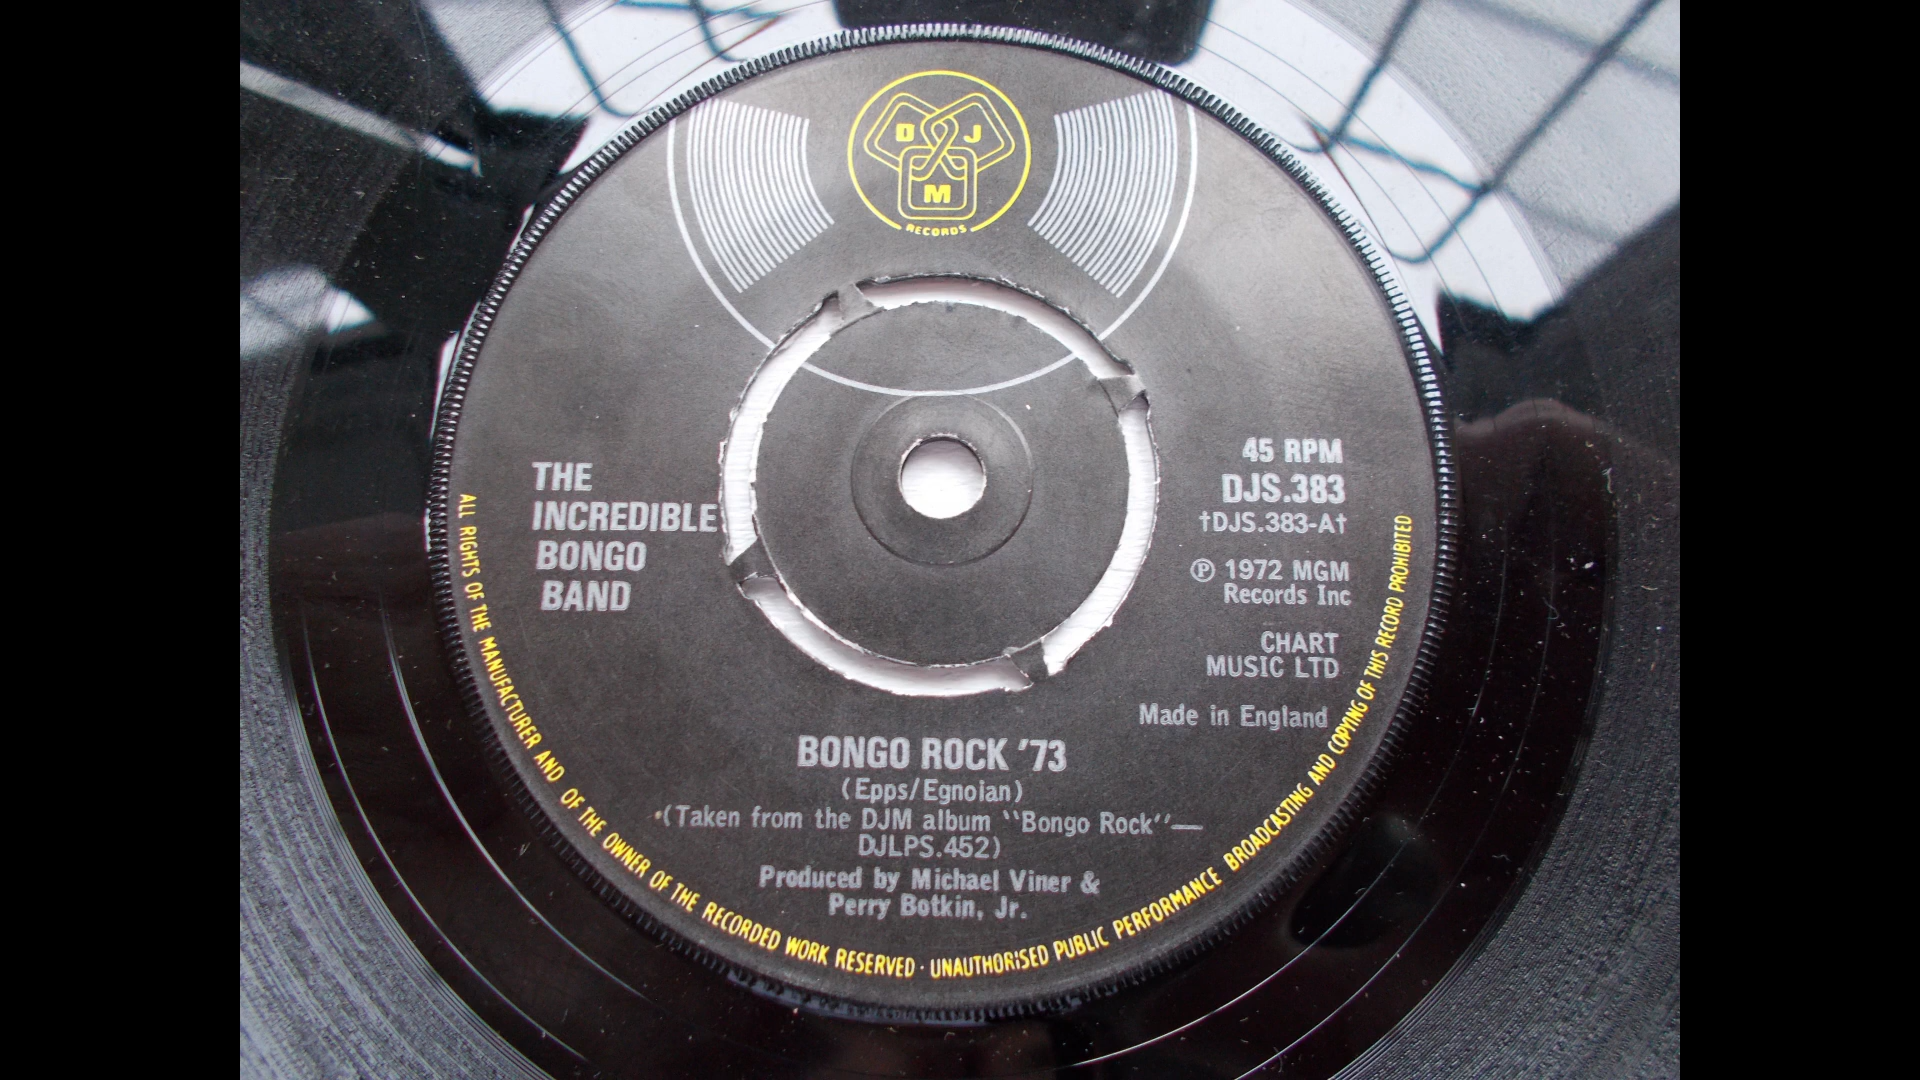 D J
M
RECORDS
THE
INCREDIBLE
BONGO
BAND
45 RPM
DJS.383
†DJS.383-A†
℗ 1972 MGM
Records Inc
CHART
MUSIC LTD
Made in England
BONGO ROCK '73
(Epps/Egnoian)
(Taken from the DJM album "Bongo Rock"—
DJLPS.452)
Produced by Michael Viner &
Perry Botkin, Jr.
ALL RIGHTS OF THE MANUFACTURER AND OF THE OWNER OF THE RECORDED WORK RESERVED · UNAUTHORISED PUBLIC PERFORMANCE BROADCASTING AND COPYING OF THIS RECORD PROHIBITED